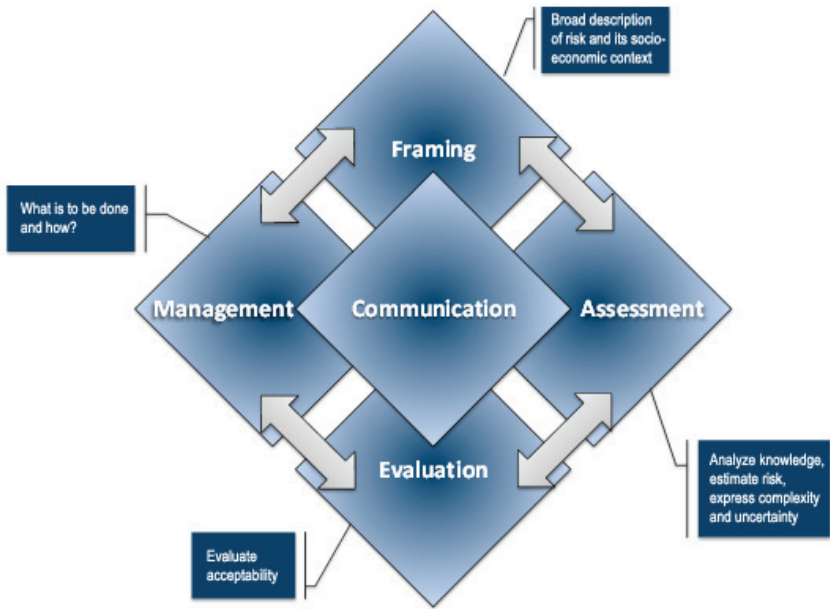 Broad description
of risk and its socio-
economic context
Framing
What is to be done
and how?
Management
Communication
Assessment
Evaluation
Analyze knowledge,
estimate risk,
express complexity
and uncertainty
Evaluate
acceptability